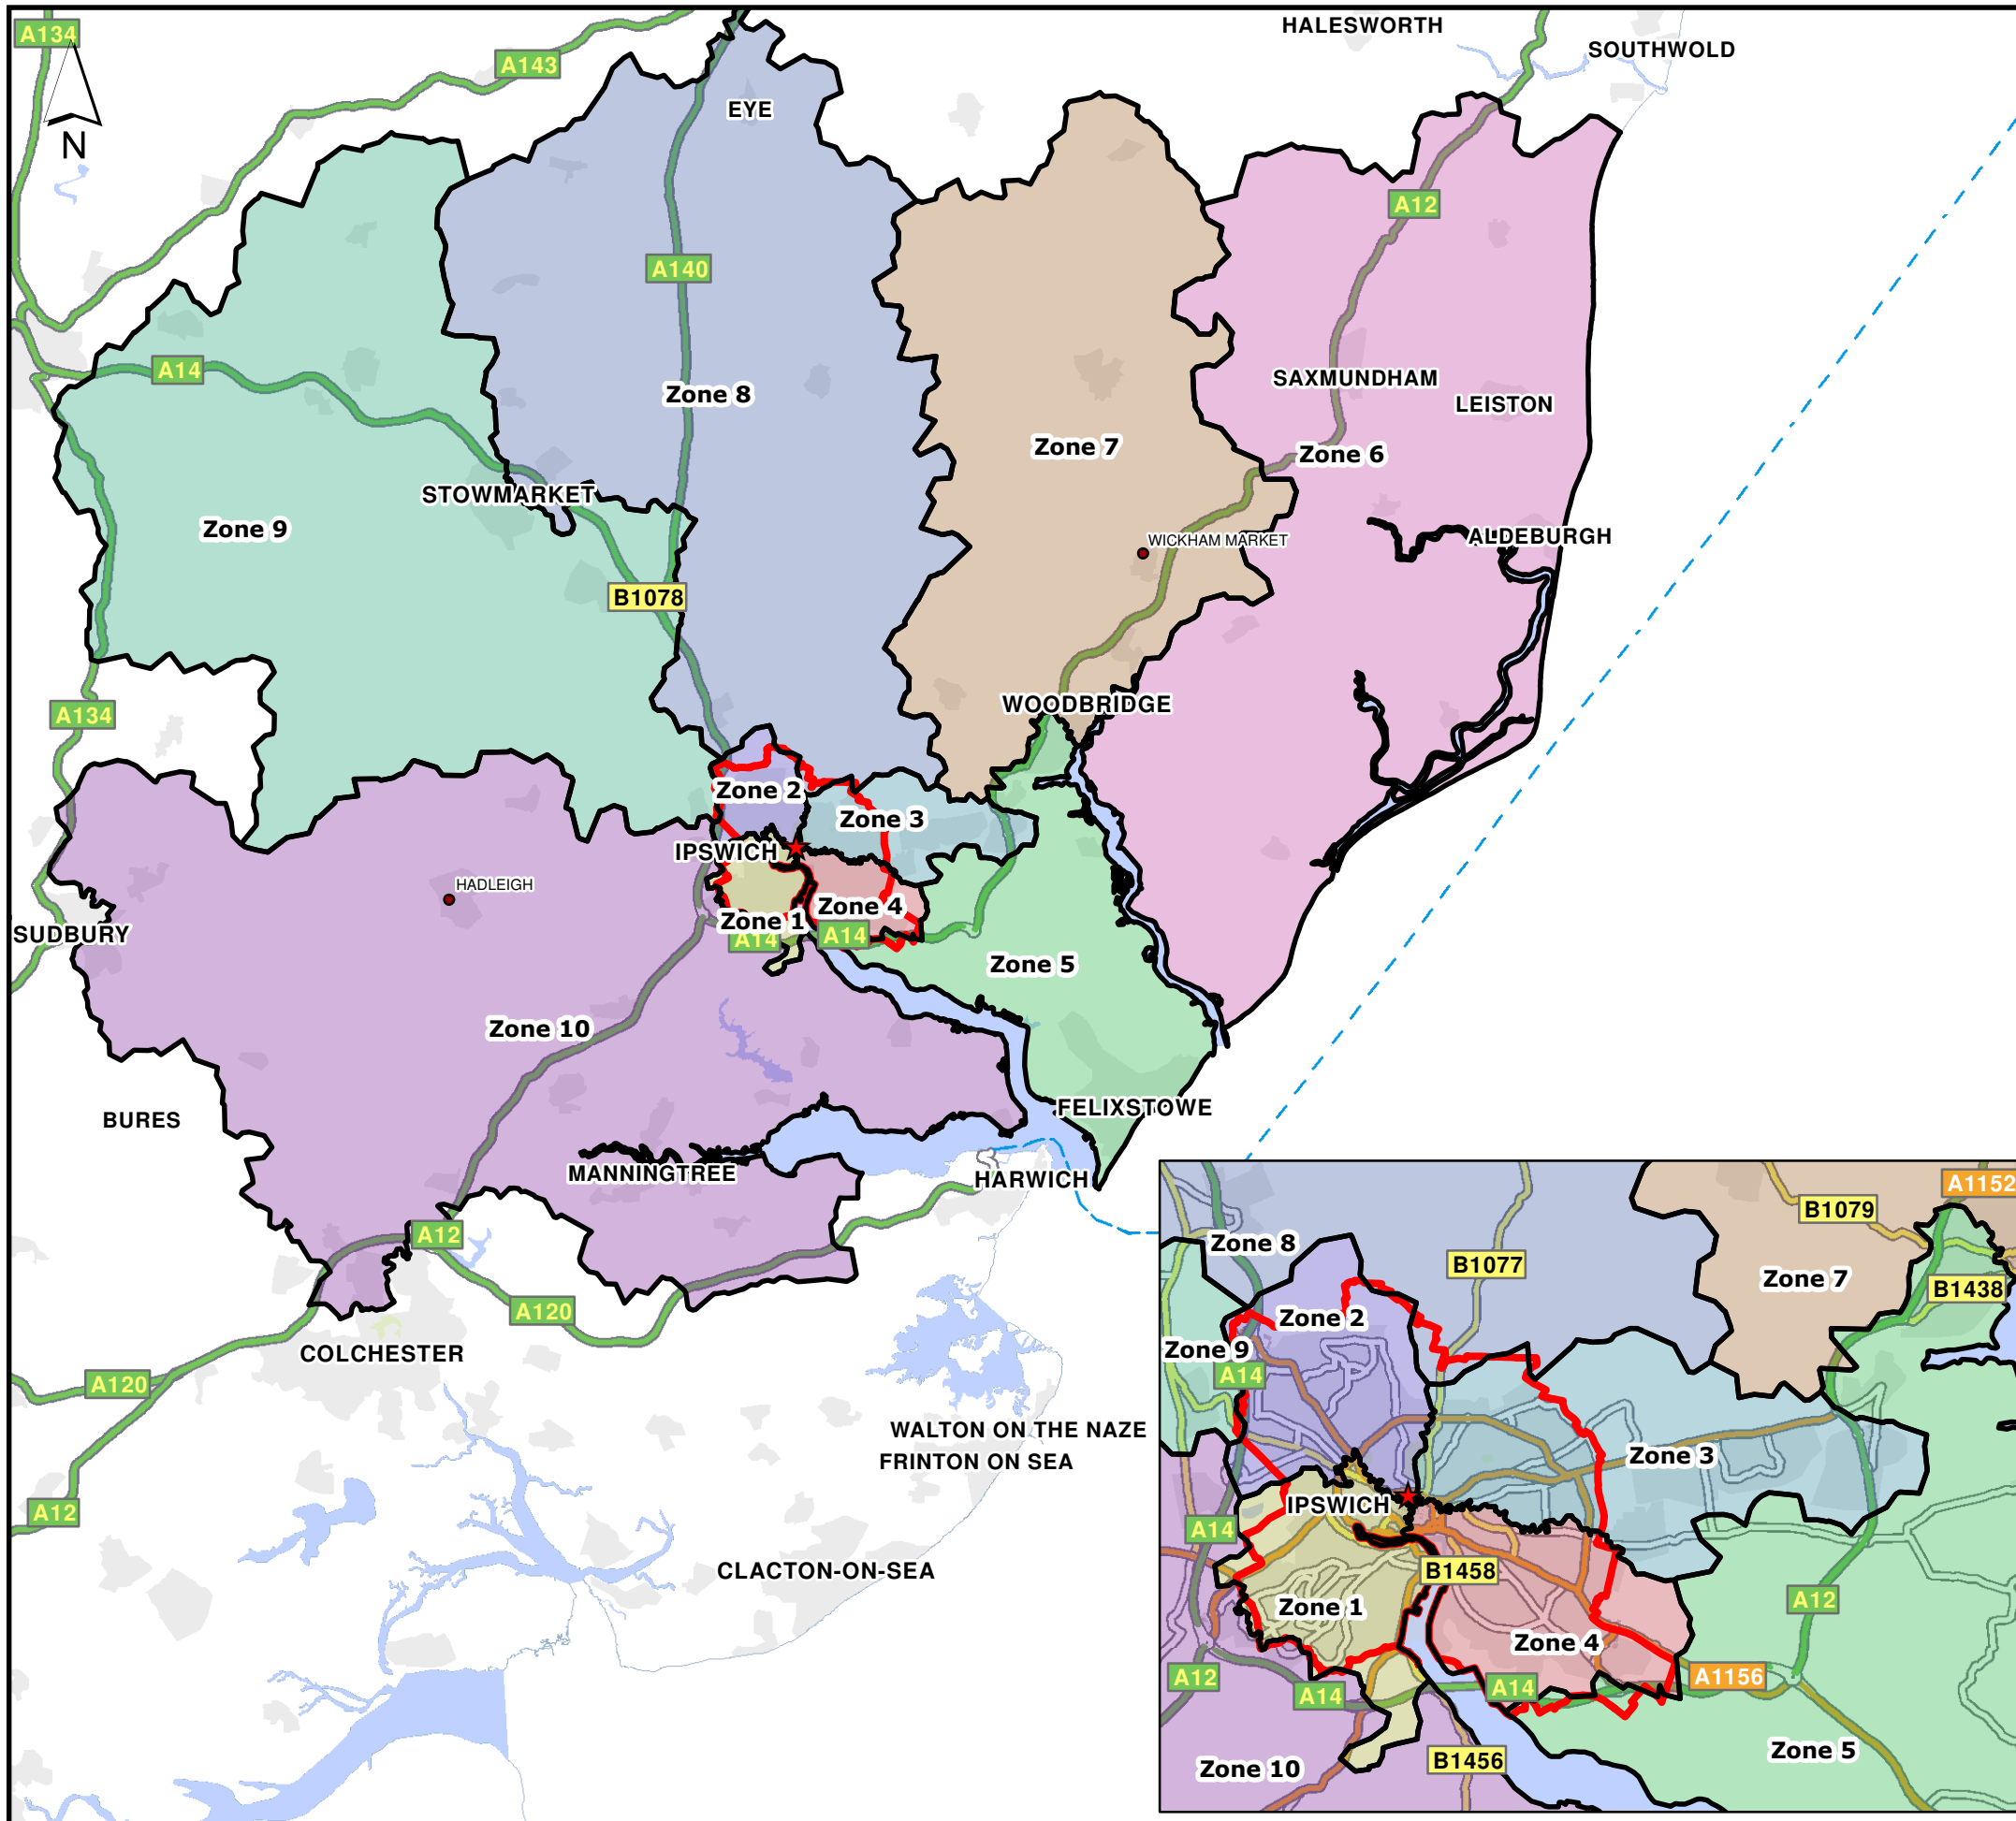 HALESWORTH
A134
SOUTHWOLD
A143
EYE
N
A12
A140
A14
SAXMUNDHAM
Zone 8
LEISTON
Zone 7
Zone 6
STOWMARKET
Zone 9
ALDEBURGH
WICKHAM MARKET
B1078
WOODBRIDGE
A134
Zone 2
Zone 3
IPSWICH
HADLEIGH
Zone 4
Zone 1
SUDBURY
A14
A14
Zone 5
Zone 10
FELIXSTOWE
BURES
MANNINGTREE
HARWICH
A12
A120
COLCHESTER
A120
WALTON ON THE NAZE
FRINTON ON SEA
A12
CLACTON-ON-SEA
A1152
B1079
Zone 8
B1077
Zone 7
B1438
Zone 2
Zone 9
A14
Zone 3
IPSWICH
A14
B1458
A12
Zone 1
Zone 4
A12
A1156
A14
A14
Zone 5
B1456
Zone 10